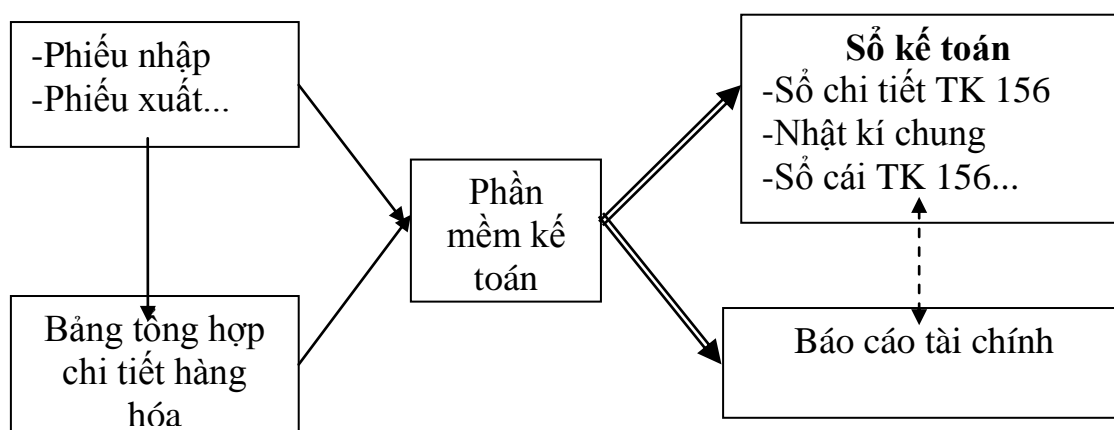 -Phiếu nhập
-Phiếu xuất...
Sổ kế toán
-Sổ chi tiết TK 156
-Nhật kí chung
-Sổ cái TK 156...
Phần
mềm kế
toán
Bảng tổng hợp
chi tiết hàng
hóa
Báo cáo tài chính